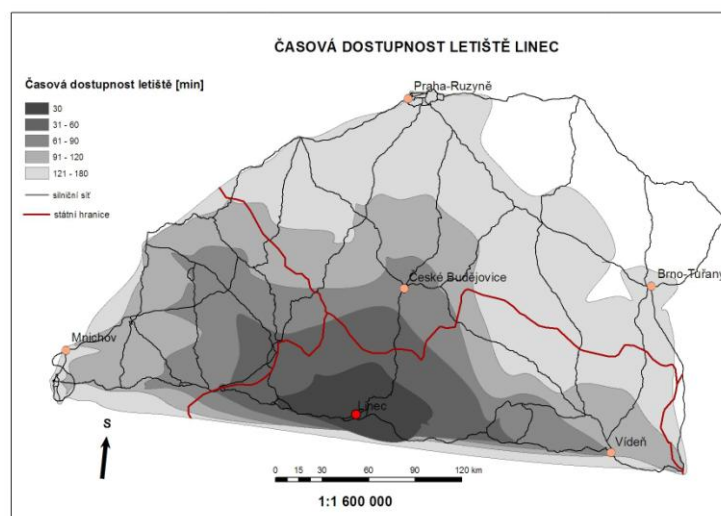 ČASOVÁ DOSTUPNOST LETIŠTĚ LINEC
Časová dostupnost letiště [min]
30
31 - 60
61 - 90
91 - 120
121 - 180
silniční síť
státní hranice
Praha-Ruzyně
České Budějovice
Brno-Tuřany
Mnichov
Linec
Vídeň
S
0 15 30 60 90 120 km
1:1 600 000